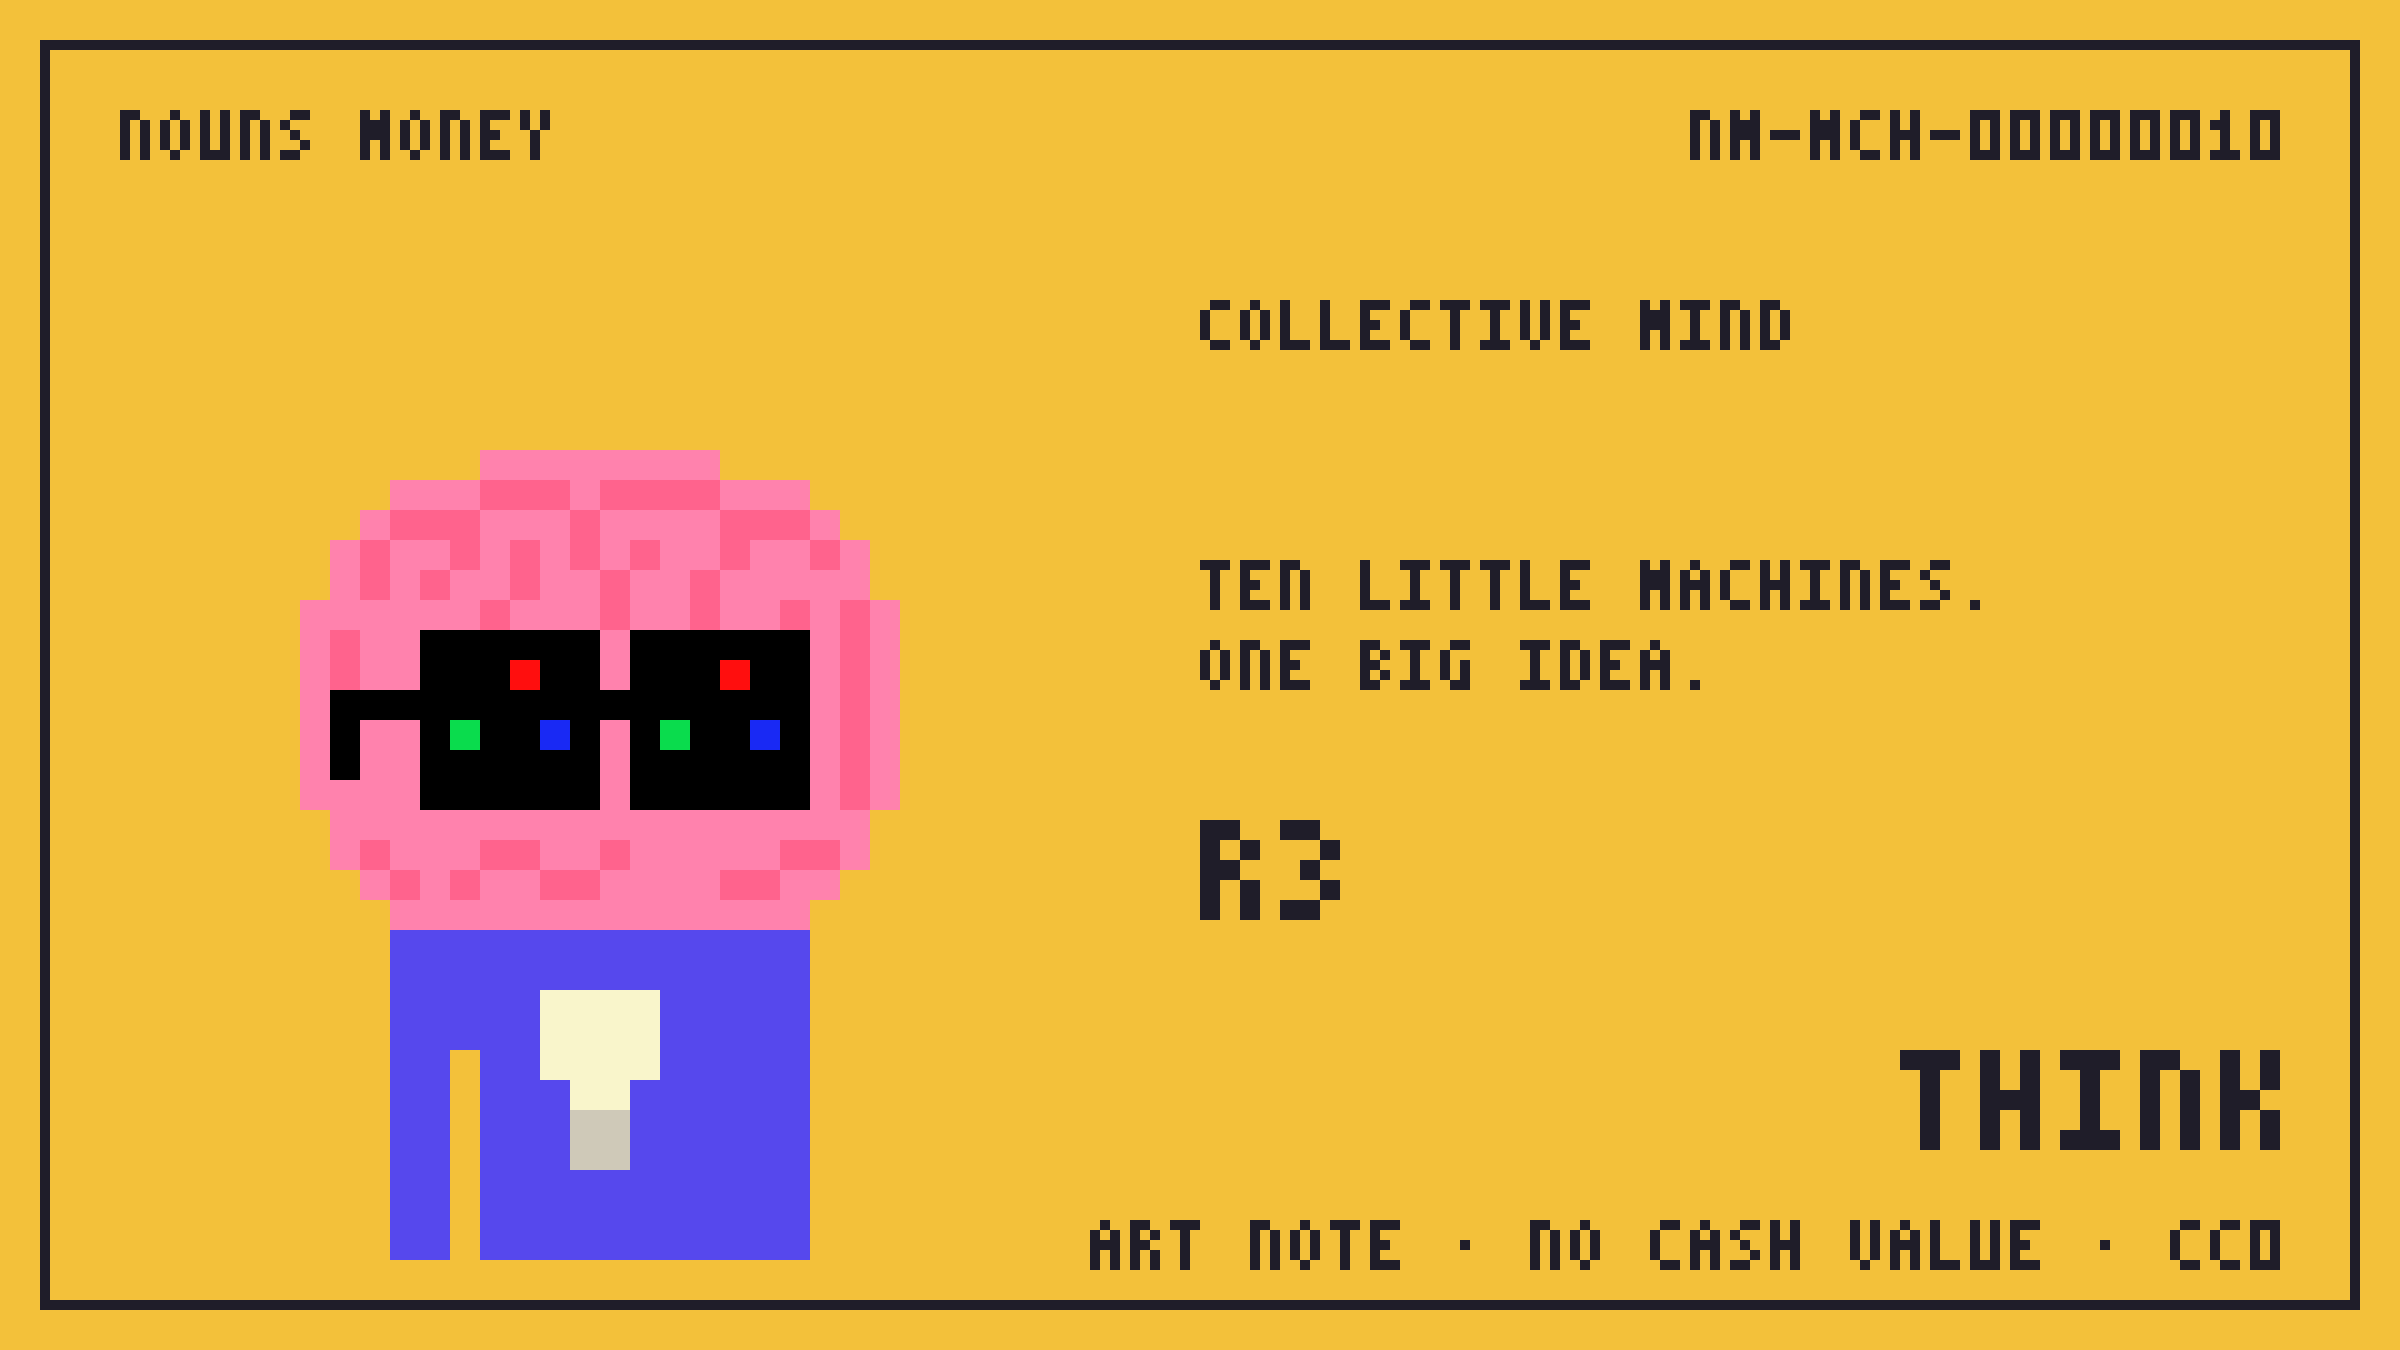 NOUNS MONEY
NM-MCH-00000010
COLLECTIVE MIND
TEN LITTLE MACHINES.
ONE BIG IDEA.
R3
THINK
ART NOTE · NO CASH VALUE · CC0